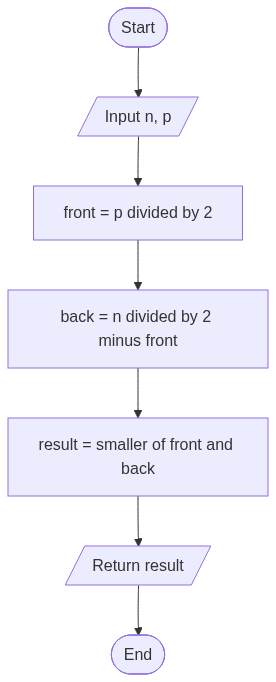 Start
Input n, p
front = p divided by 2
back = n divided by 2
minus front
result = smaller of front and
back
Return result
End